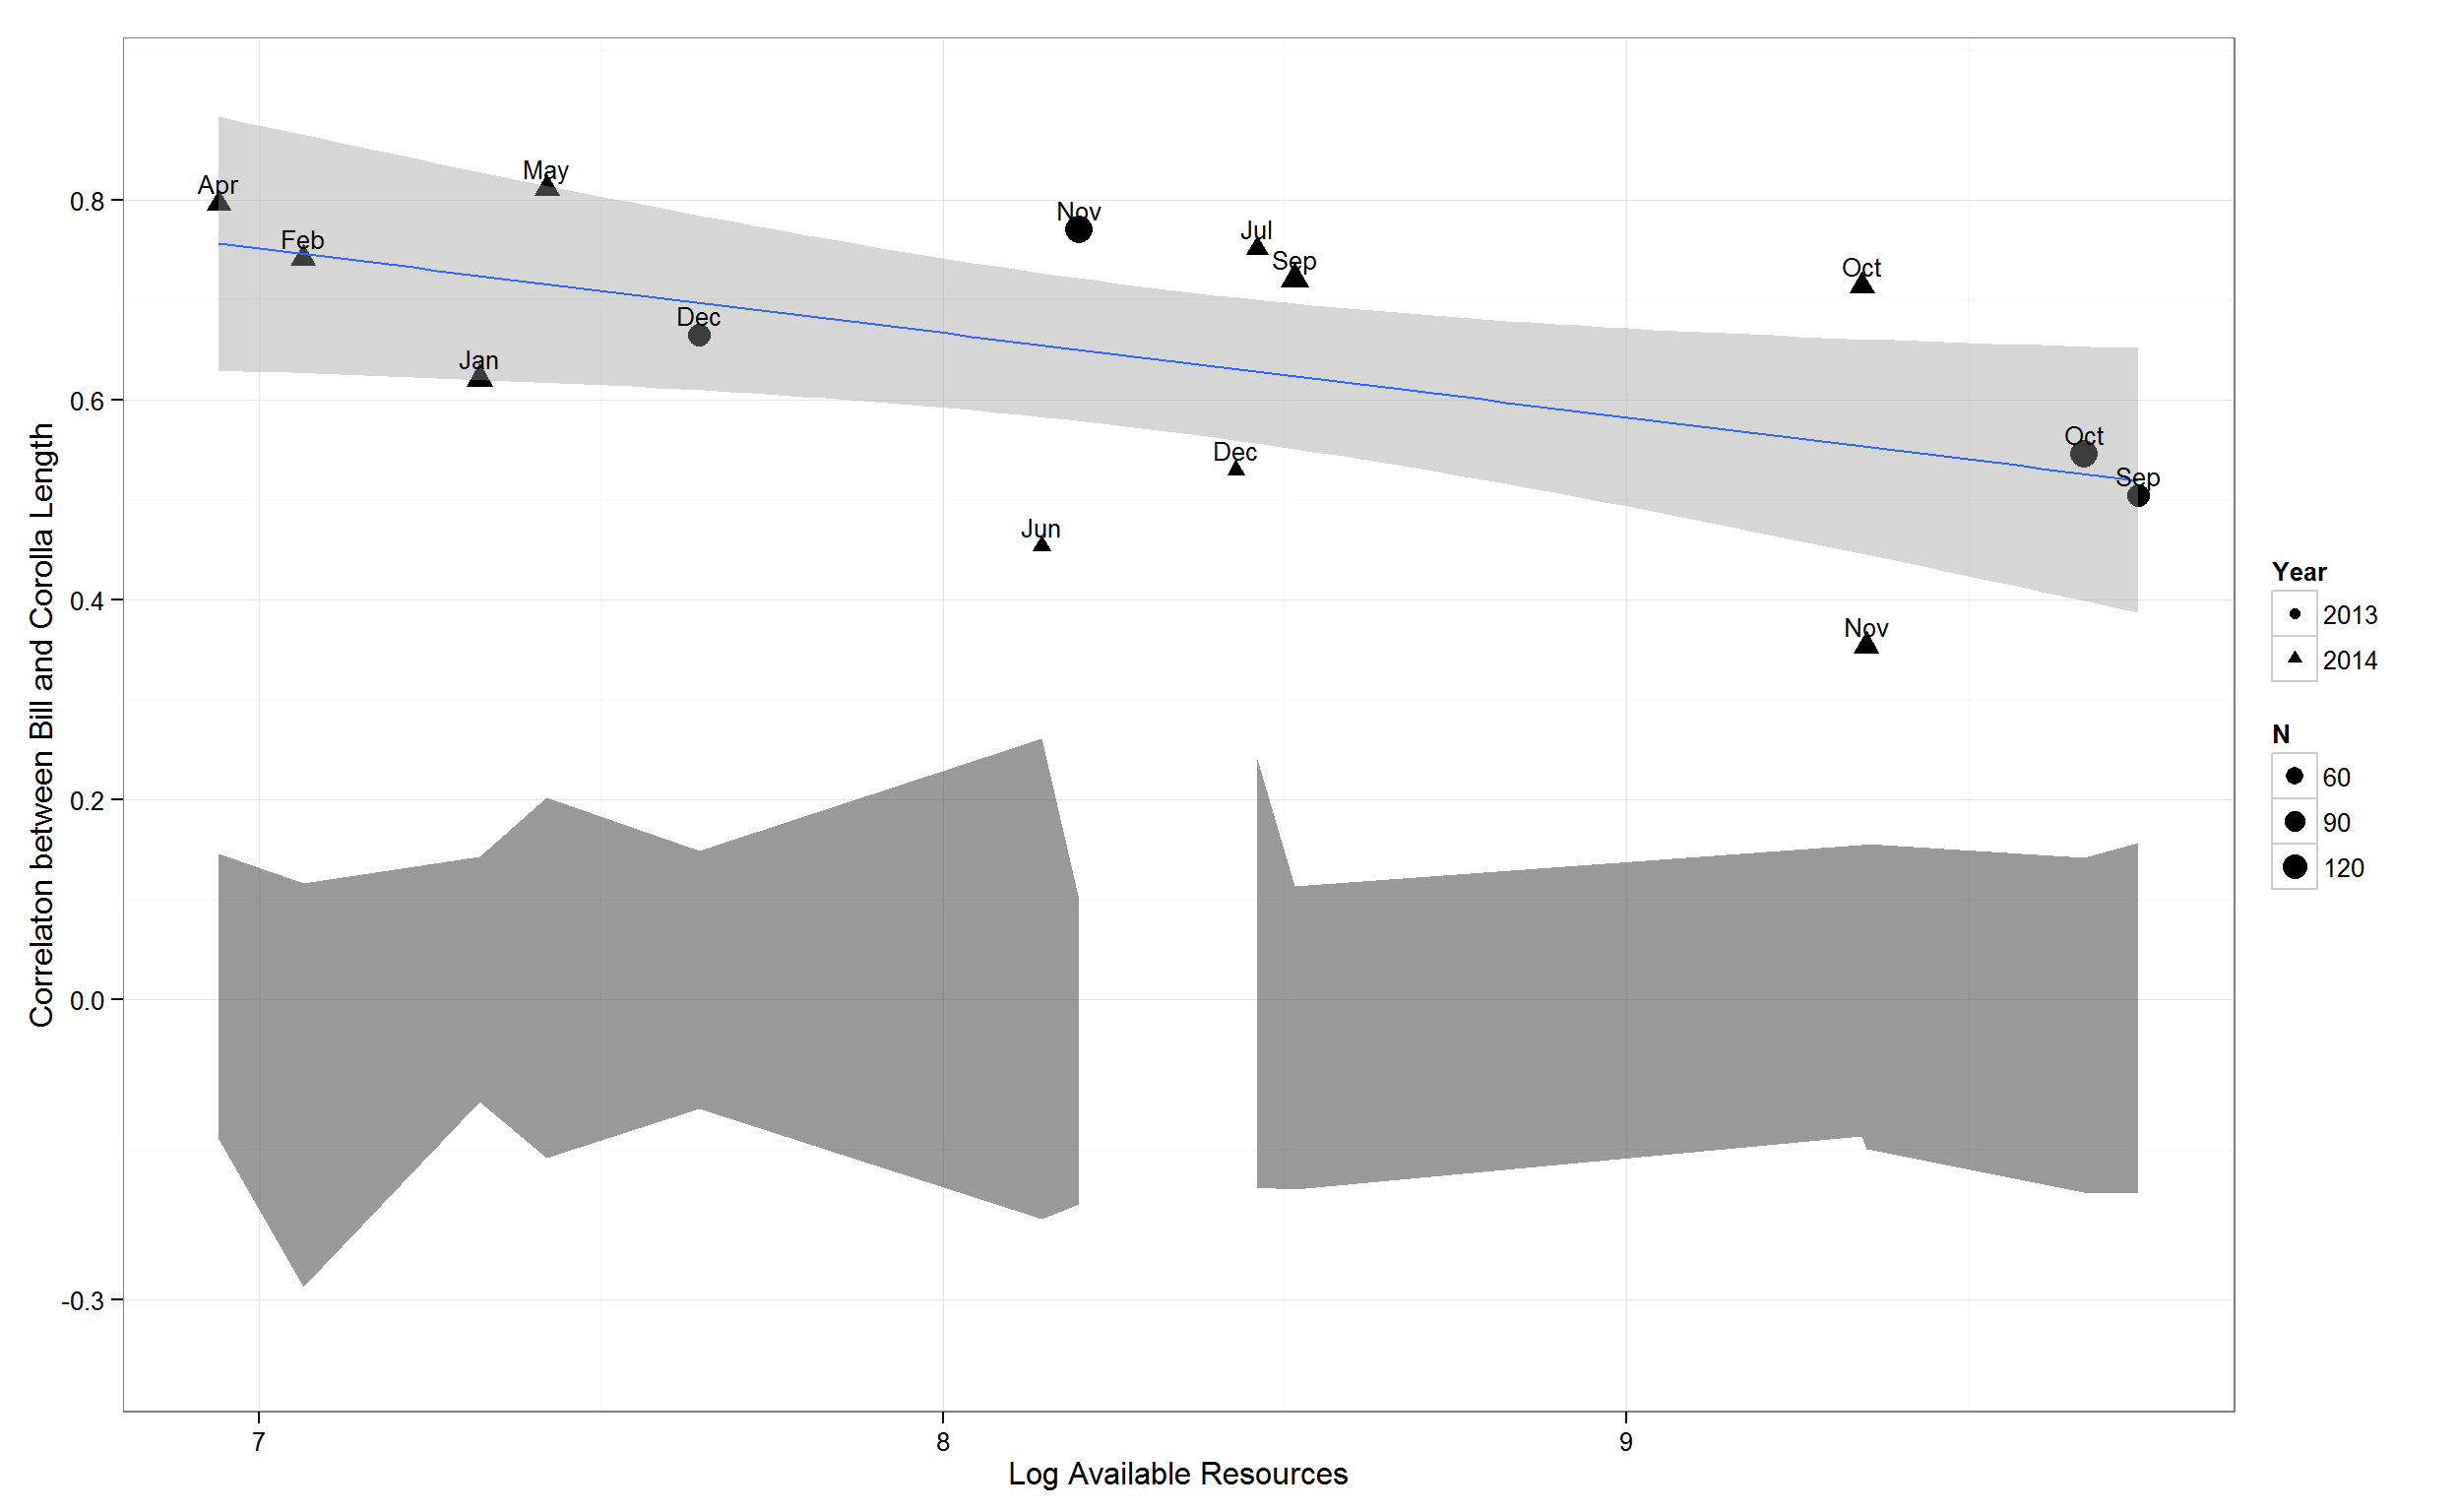 Apr
May
Feb
Nov
Jul
Sep
Oct
Dec
Jan
Oct
Dec
Sep
Jun
Nov
0.8
0.6
0.4
0.2
0.0
-0.3
7
8
9
Correlaton between Bill and Corolla Length
Log Available Resources
Year
2013
2014
N
60
90
120